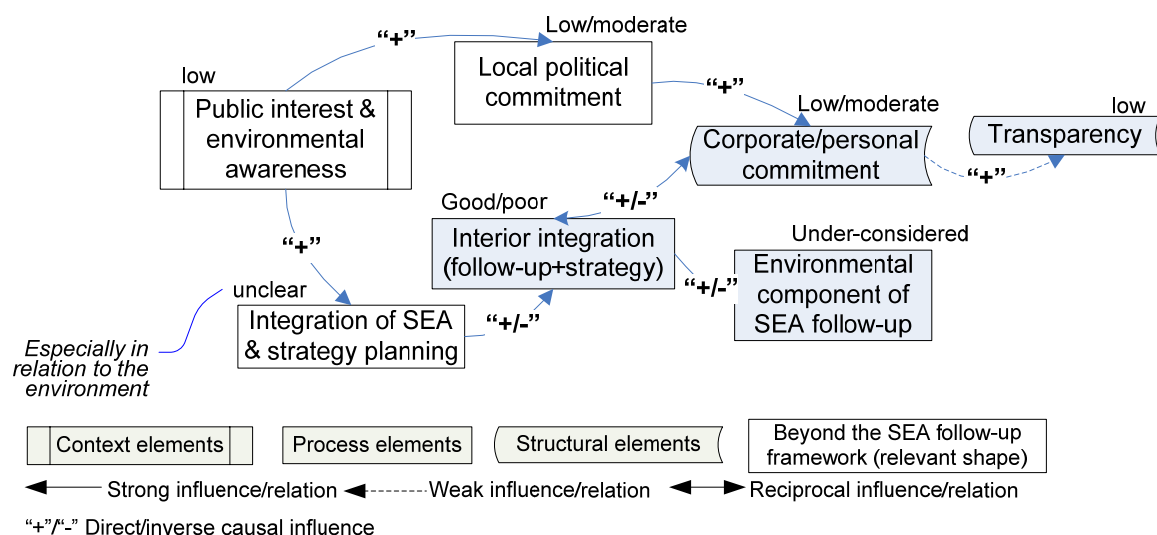 Low/moderate
“+”
low
Local political
commitment
Public interest &
environmental
awareness
“+”
Low/moderate
low
Corporate/personal
commitment
Transparency
“+”
“+/-”
Good/poor
Interior integration
(follow-up+strategy)
“+”
Under-considered
Environmental
component of
SEA follow-up
“+/-”
unclear
Integration of SEA
& strategy planning
“+/-”
Especially in
relation to the
environment
Context elements
Process elements
Structural elements
Beyond the SEA follow-up
framework (relevant shape)
Strong influence/relation
Weak influence/relation
Reciprocal influence/relation
“+”/“-” Direct/inverse causal influence